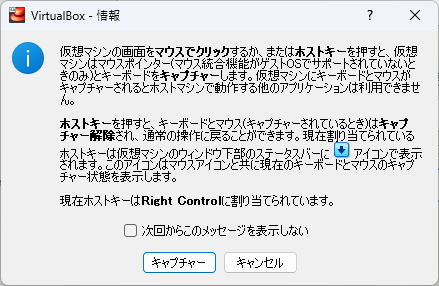 VirtualBox - 情報
仮想マシンの画面をマウスでクリックするか、またはホストキーを押すと、仮想
マシンはマウスポインター(マウス統合機能がゲストOSでサポートされていないと
きのみ)とキーボードをキャプチャーします。仮想マシンにキーボードとマウスが
キャプチャーされるとホストマシンで動作する他のアプリケーションは利用できませ
ん。
ホストキーを押すと、キーボードとマウス(キャプチャーされているとき)はキャプ
チャー解除され、通常の操作に戻ることができます。現在割り当てられている
ホストキーは仮想マシンのウィンドウ下部のステータスバーに アイコンで表示
されます。このアイコンはマウスアイコンと共に現在のキーボードとマウスのキャプ
チャー状態を表示します。
現在ホストキーはRight Controlに割り当てられています。
次回からこのメッセージを表示しない
キャプチャー
キャンセル